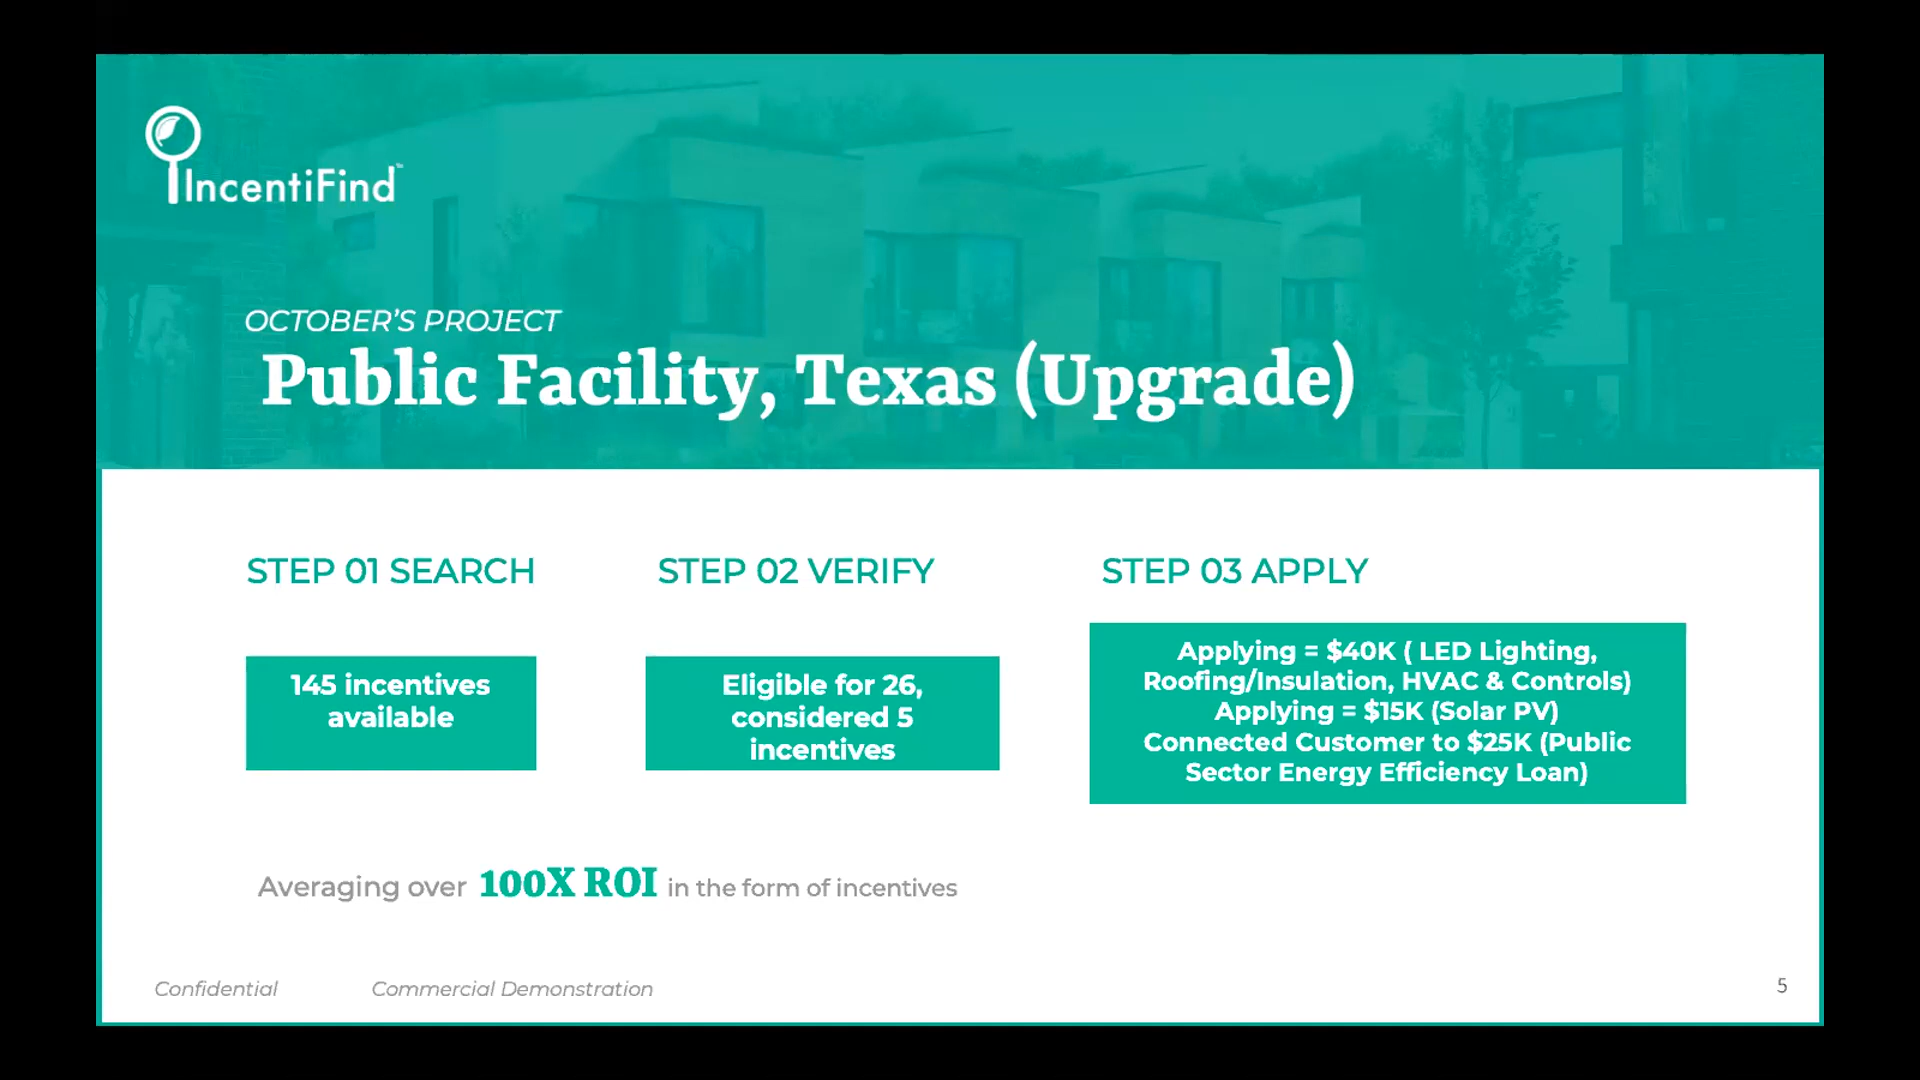 IncentiFind™
OCTOBER'S PROJECT
Public Facility, Texas (Upgrade)
STEP 01 SEARCH
145 incentives
available
STEP 02 VERIFY
Eligible for 26,
considered 5
incentives
STEP 03 APPLY
Applying = $40K ( LED Lighting,
Roofing/Insulation, HVAC & Controls)
Applying = $15K (Solar PV)
Connected Customer to $25K (Public
Sector Energy Efficiency Loan)
Averaging over 100X ROI in the form of incentives
Confidential
Commercial Demonstration
5